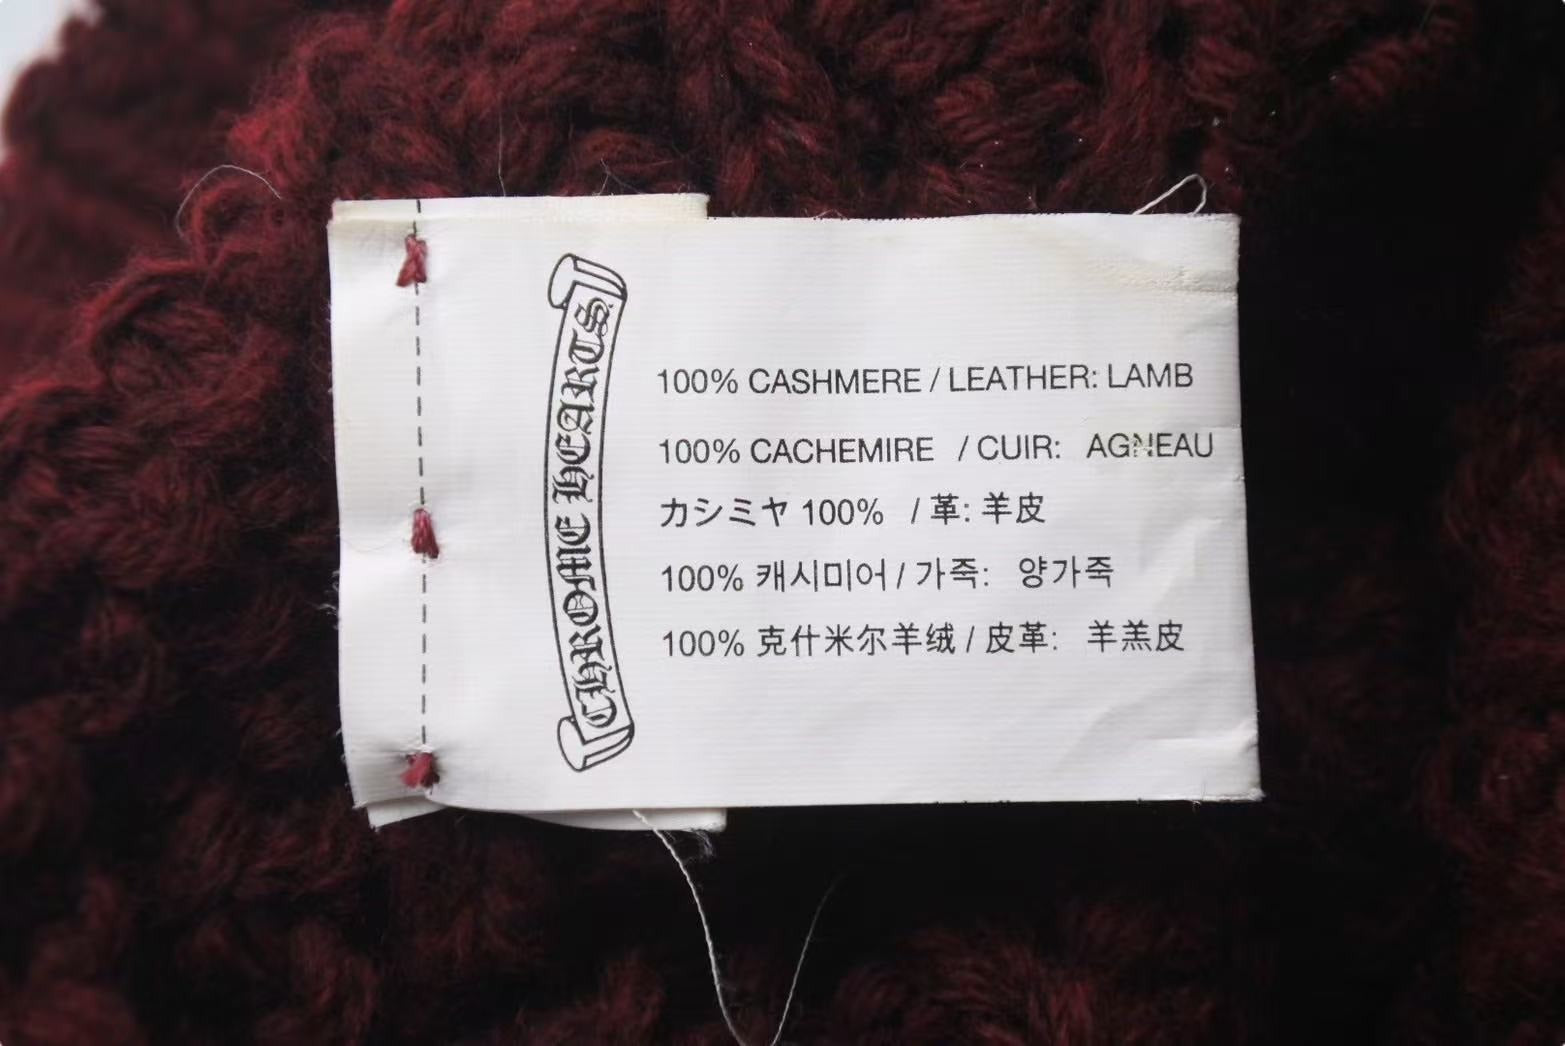 CHROME HEARTS
100% CASHMERE / LEATHER: LAMB
100% CACHEMIRE / CUIR: AGNEAU
カシミヤ 100% / 革: 羊皮
100% 캐시미어 / 가죽: 양가죽
100% 克什米尔羊绒 / 皮革: 羊羔皮